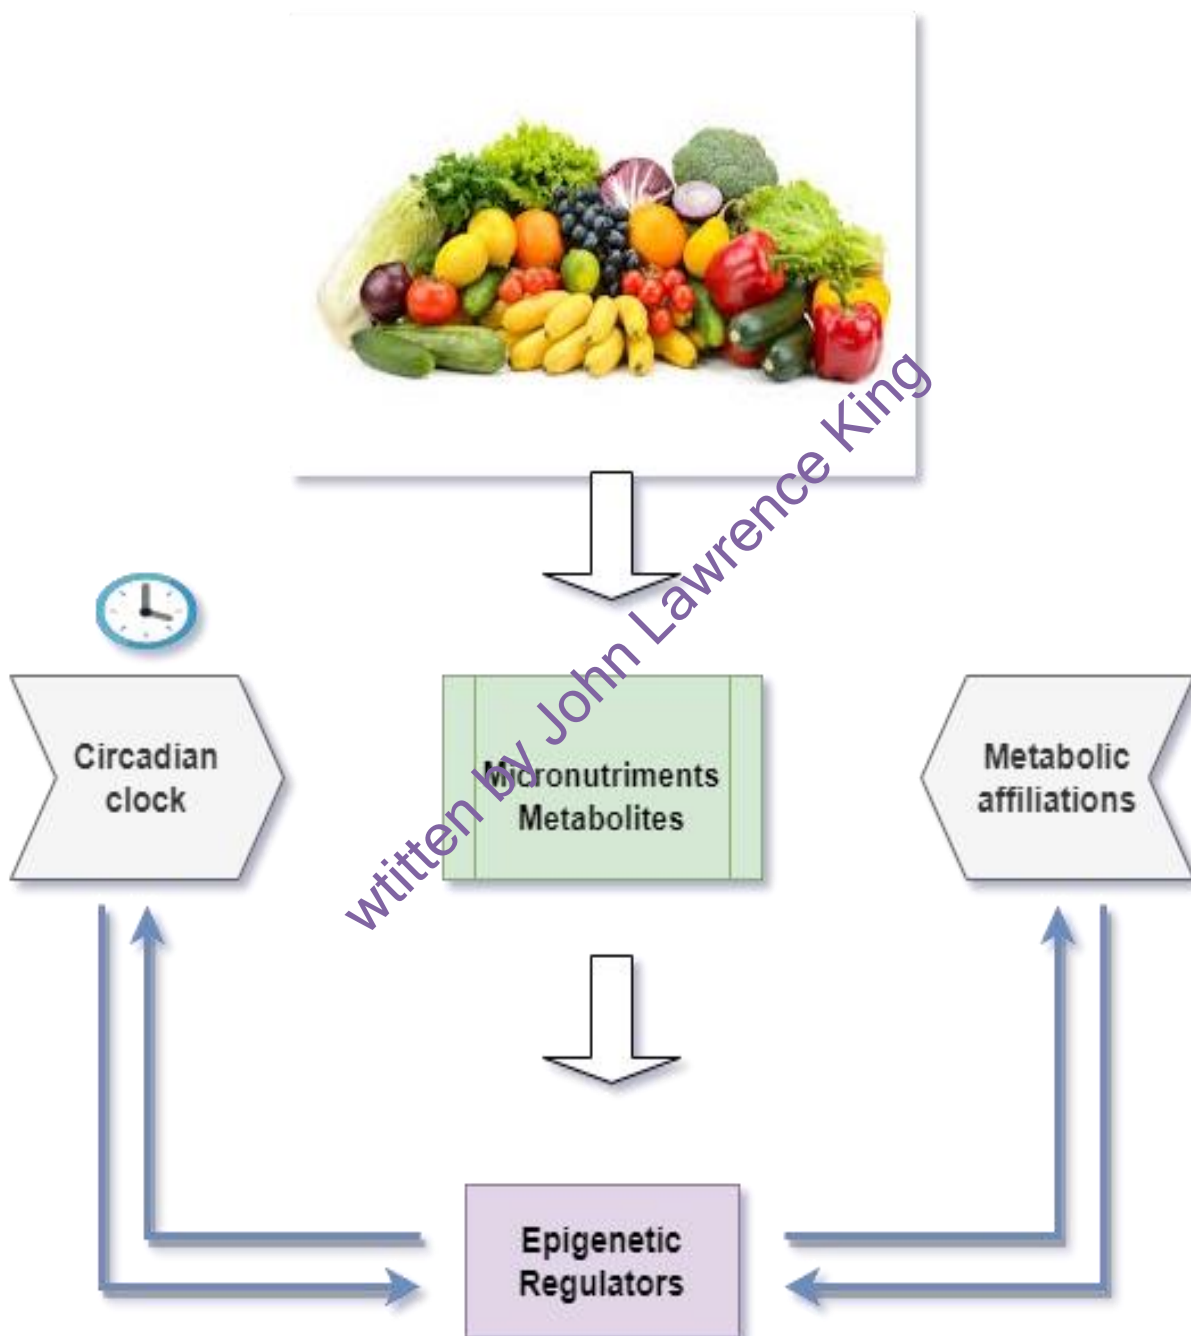 Circadian
clock
Micronutriments
Metabolites
Metabolic
affiliations
wtitten by John Lawrence King
Epigenetic
Regulators